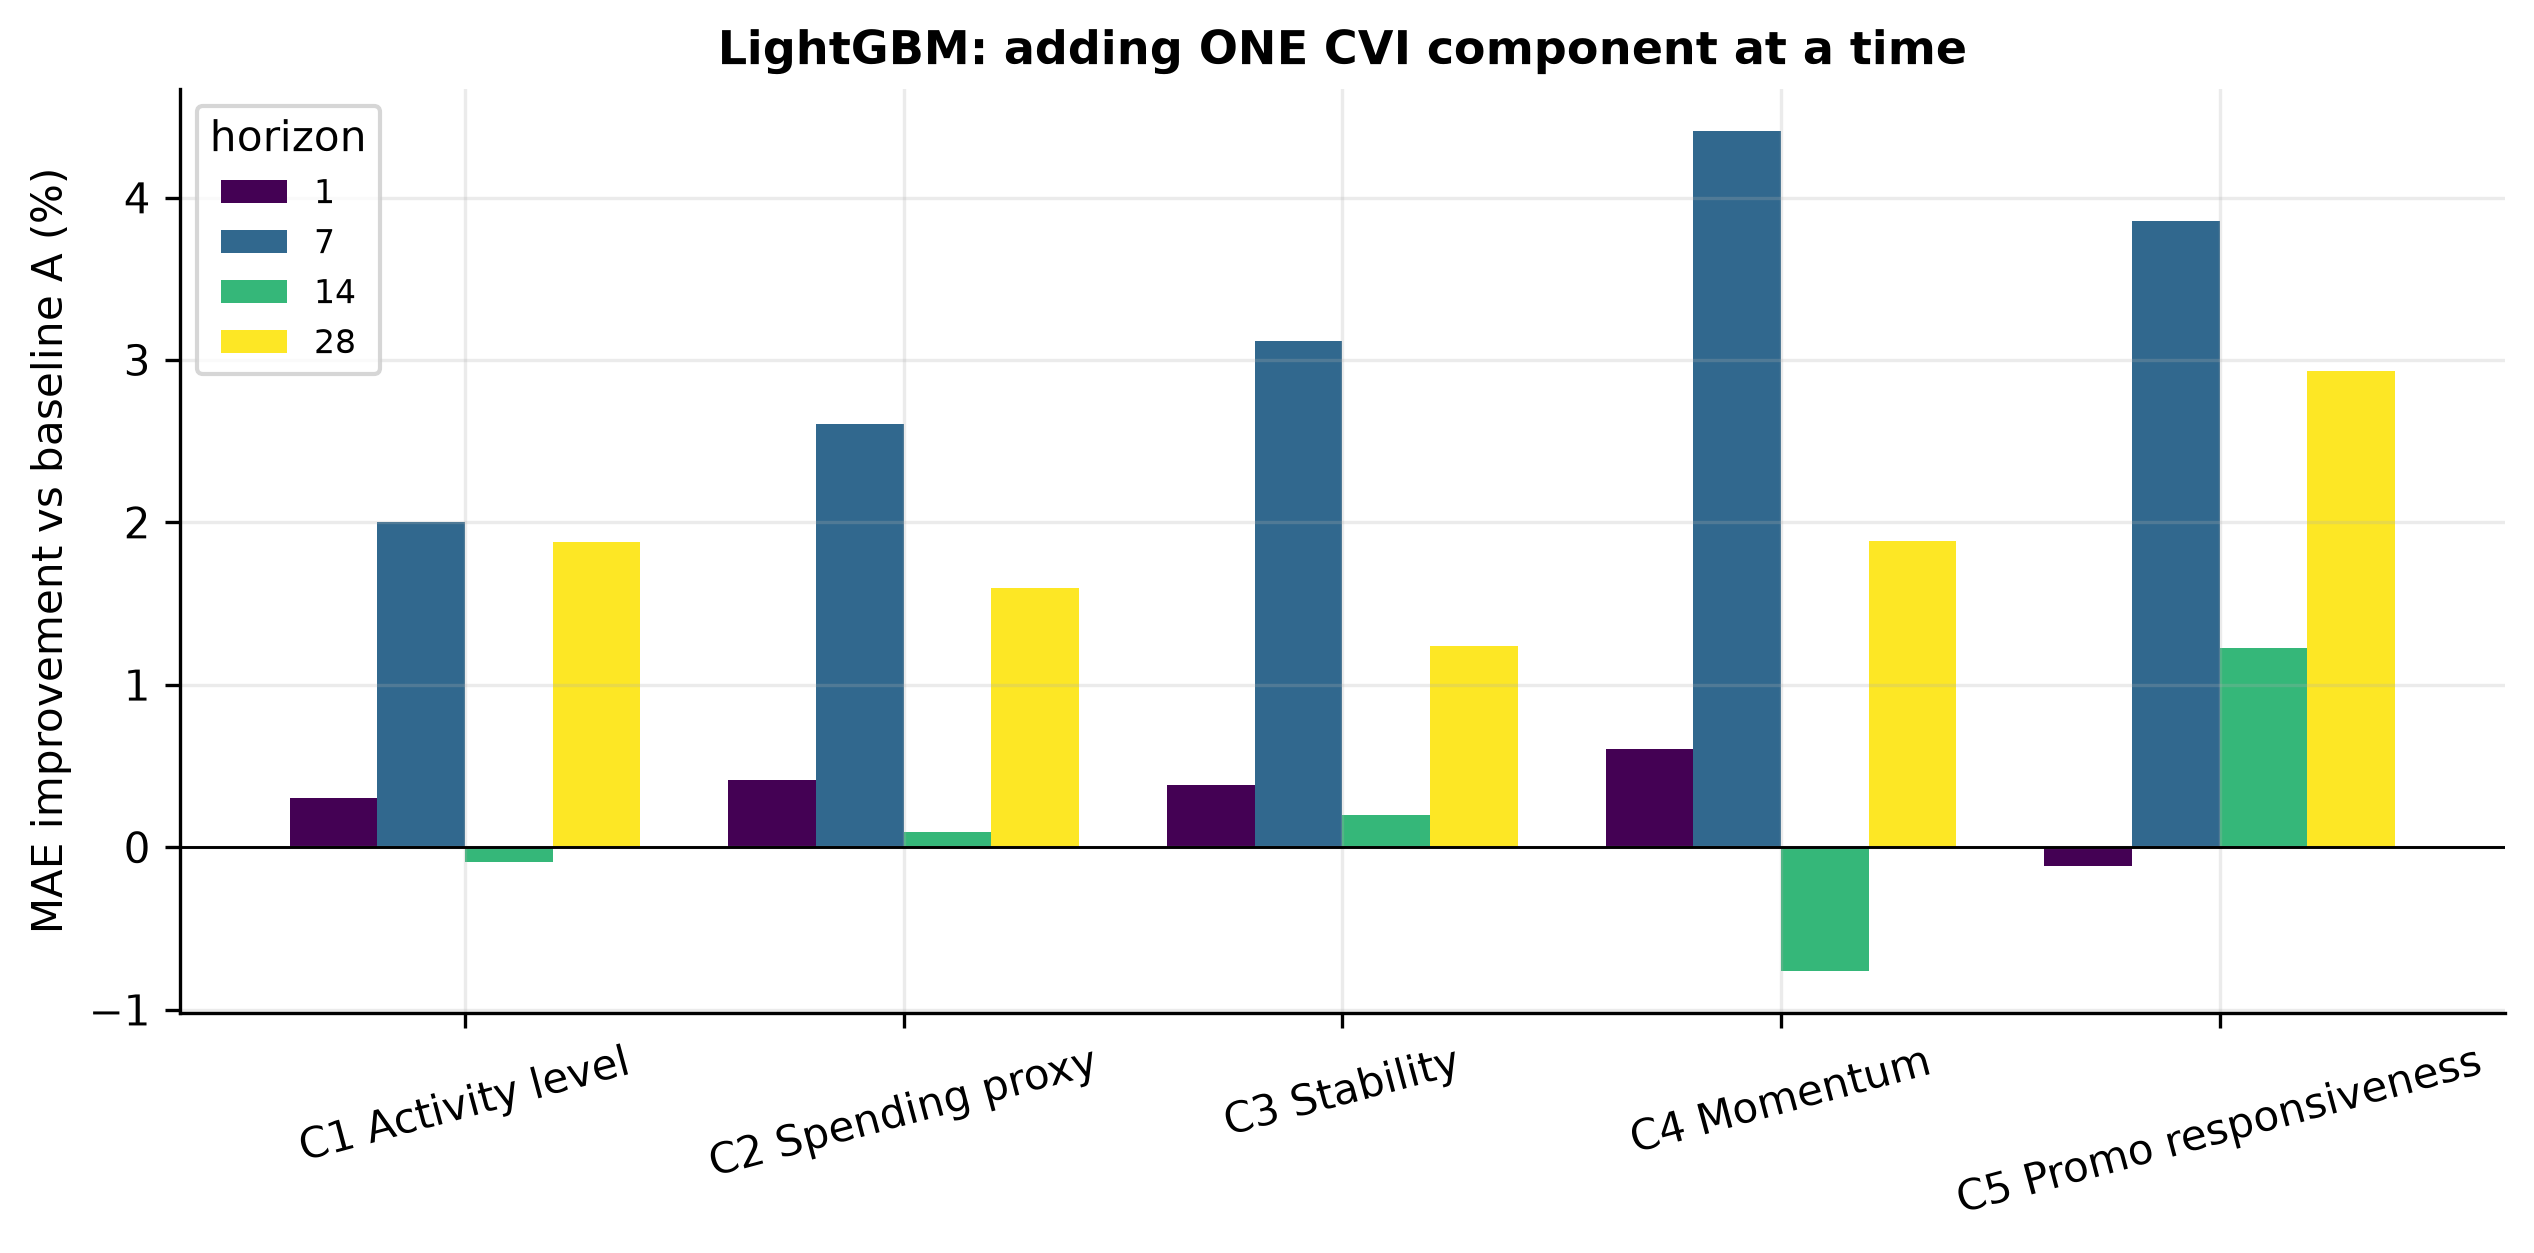 LightGBM: adding ONE CVI component at a time
MAE improvement vs baseline A (%)
horizon
1
7
14
28
4
3
2
1
0
−1
C1 Activity level
C2 Spending proxy
C3 Stability
C4 Momentum
C5 Promo responsiveness